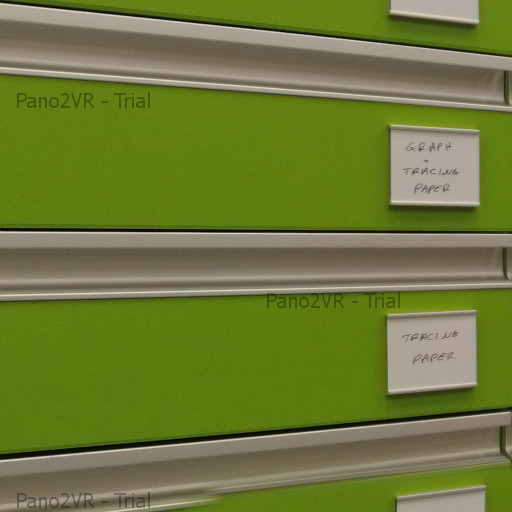 Pano2VR - Trial
GRAPH
+
TRACING
PAPER
Pano2VR - Trial
TRACING
PAPER
Pano2VR - Trial